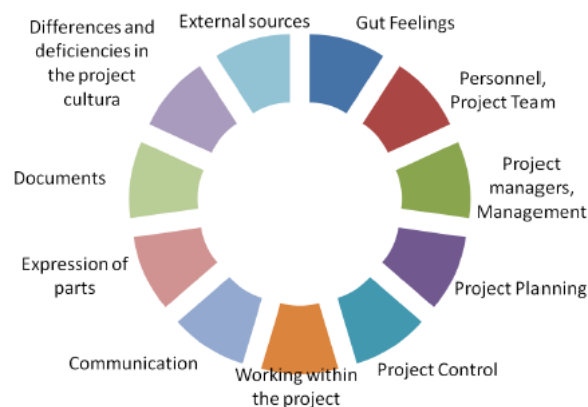 External sources
Gut Feelings
Differences and
deficiencies in
the project
cultura
Personnel,
Project Team
Documents
Project
managers,
Management
Expression of
parts
Project Planning
Communication
Project Control
Working within
the project